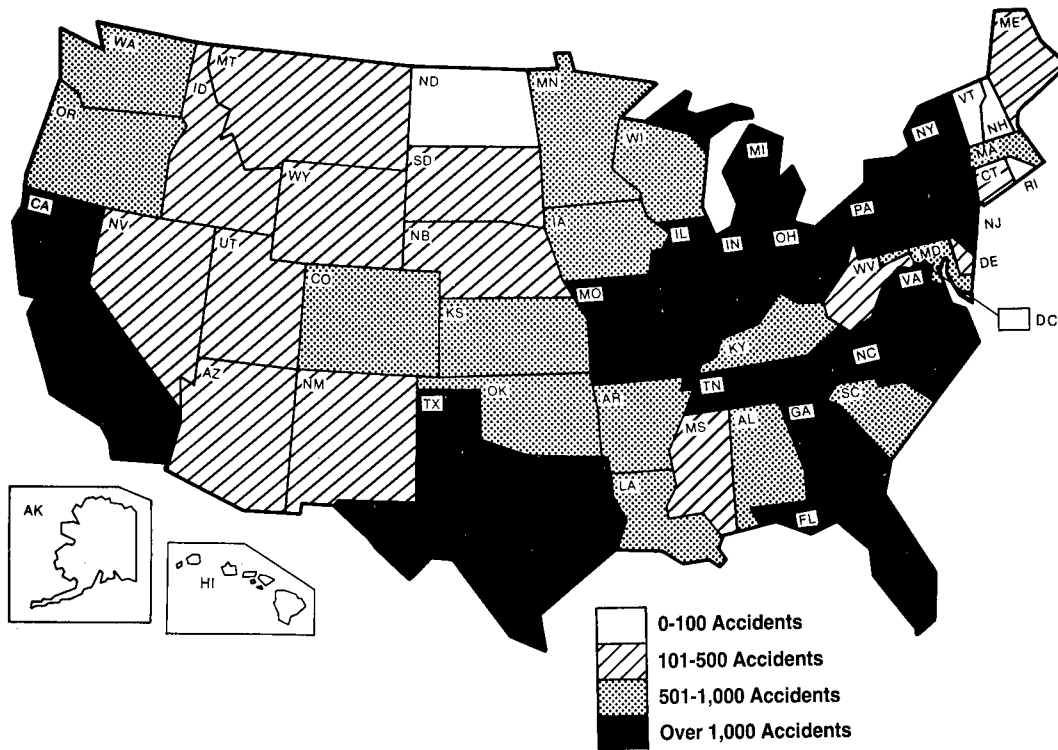 WA
MT
ND
MN
ME
VT
ID
OR
WI
NY
NH
MI
MA
SD
CT
WY
RI
CA
PA
NV
NB
IA
NJ
UT
IL
IN
OH
MD
DE
WV
CO
VA
MO
KS
DC
KY
NC
AZ
NM
OK
TN
TX
AR
SC
GA
MS
AL
LA
AK
FL
HI
0-100 Accidents
101-500 Accidents
501-1,000 Accidents
Over 1,000 Accidents